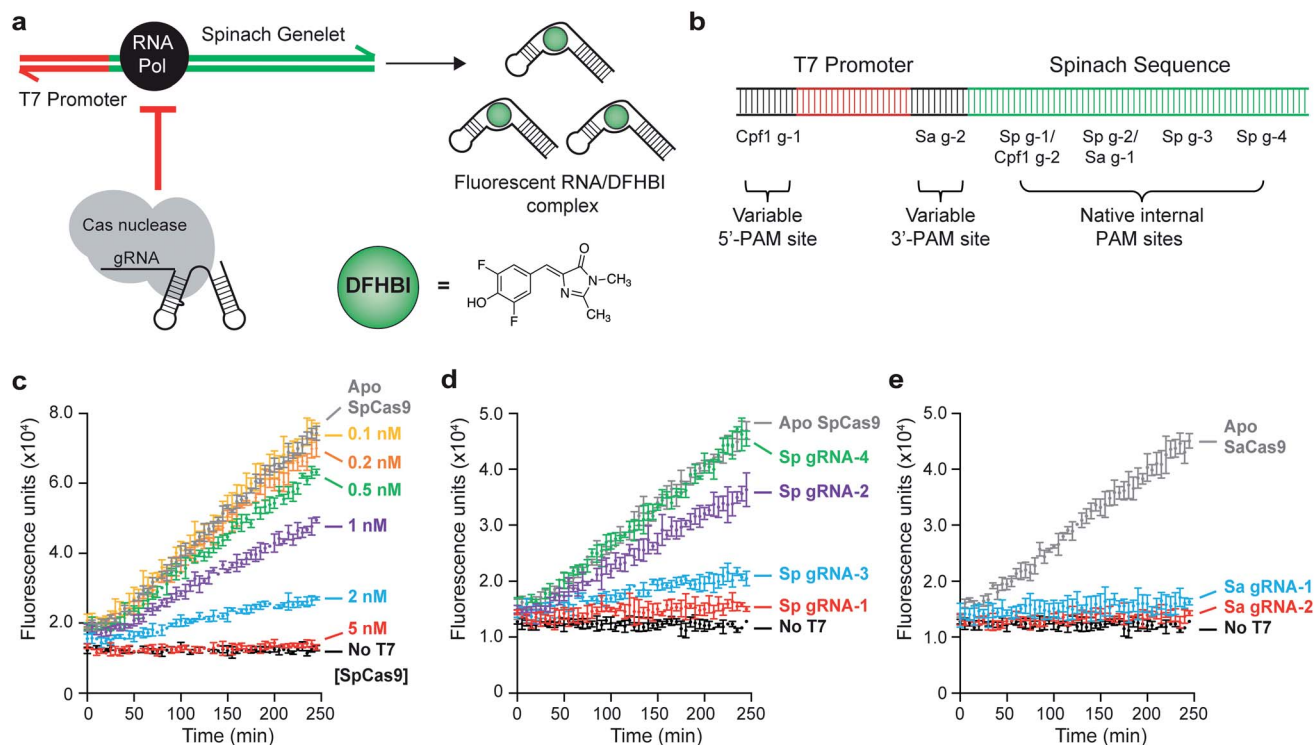 a
RNA
Pol
Spinach Genelet
T7 Promoter
Cas nuclease
gRNA
Fluorescent RNA/DFHBI
complex
DFHBI
=
F
F
HO
O
N
N
CH3
CH3
b
T7 Promoter
Spinach Sequence
Cpf1 g-1
Sa g-2
Sp g-1/
Cpf1 g-2
Sp g-2/
Sa g-1
Sp g-3
Sp g-4
Variable
5'-PAM site
Variable
3'-PAM site
Native internal
PAM sites
c
Fluorescence units (x10⁴)
8.0
6.0
4.0
2.0
0
0
50
100
150
200
250
Time (min)
Apo
SpCas9
0.1 nM
0.2 nM
0.5 nM
1 nM
2 nM
5 nM
No T7
[SpCas9]
d
Fluorescence units (x10⁴)
5.0
4.0
3.0
2.0
1.0
0
0
50
100
150
200
250
Time (min)
Apo SpCas9
Sp gRNA-4
Sp gRNA-2
Sp gRNA-3
Sp gRNA-1
No T7
e
Fluorescence units (x10⁴)
5.0
4.0
3.0
2.0
1.0
0
0
50
100
150
200
250
Time (min)
Apo
SaCas9
Sa gRNA-1
Sa gRNA-2
No T7